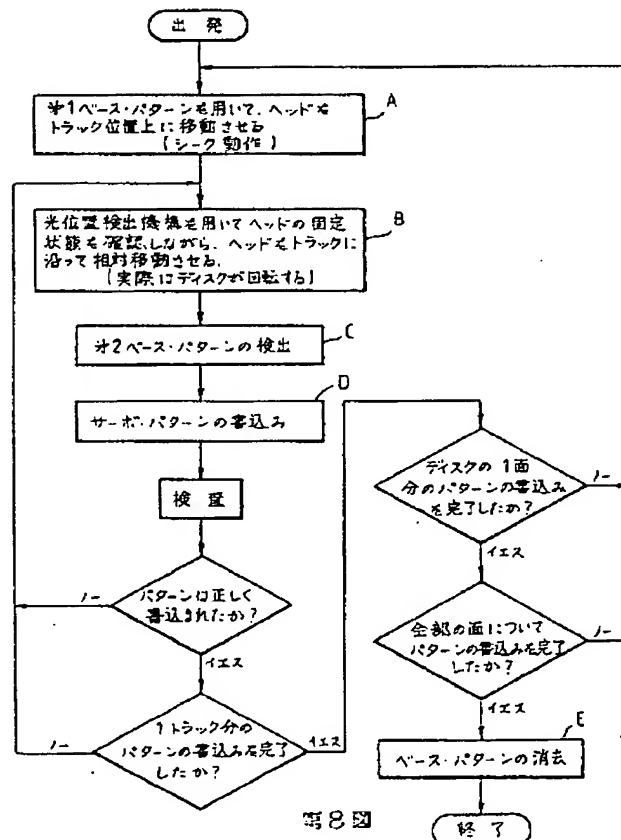 出発
A
第1ベース・パターンを用いて、ヘッドを
トラック位置上に移動させる
(シーク動作)
B
光位置検出機構を用いてヘッドの固定
状態を確認しながら、ヘッドをトラックに
沿って相対移動させる.
(実際にはディスクが回転する)
C
第2ベース・パターンの検出
D
サーボ・パターンの書込み
検証
パターンは正しく
書込まれたか?
ノー
イエス
1トラック分の
パターンの書込みを完了
したか?
ノー
イエス
ディスクの1面
分のパターンの書込み
を完了したか?
ノー
イエス
全部の面について
パターンの書込みを完了
したか?
ノー
イエス
E
ベース・パターンの消去
終了
第8図